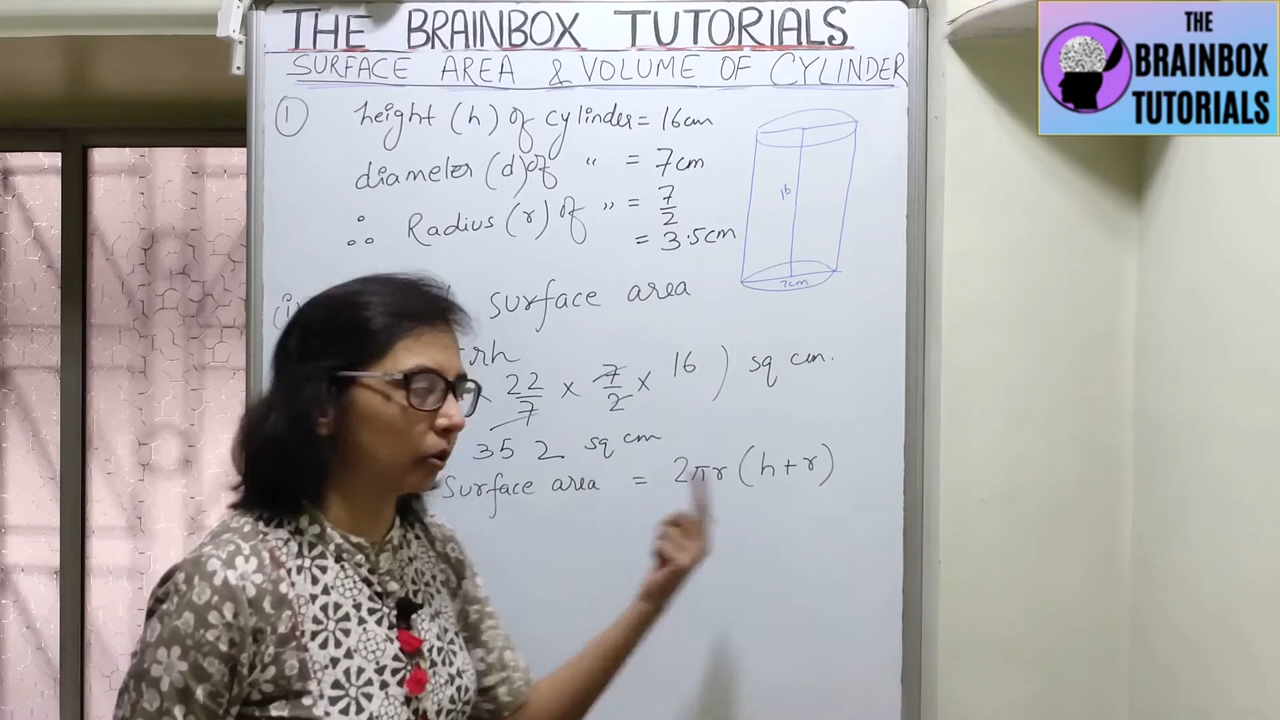 THE BRAINBOX TUTORIALS
SURFACE AREA & VOLUME OF CYLINDER
① height (h) of cylinder = 16cm
diameter (d) of " = 7cm
∴ Radius (r) of " = 7/2
= 3.5cm
16
7cm
surface area
rh
× 22/7 × 7/2 × 16) sq cm.
352 sq cm
Surface area = 2πr (h+r)
THE
BRAINBOX
TUTORIALS